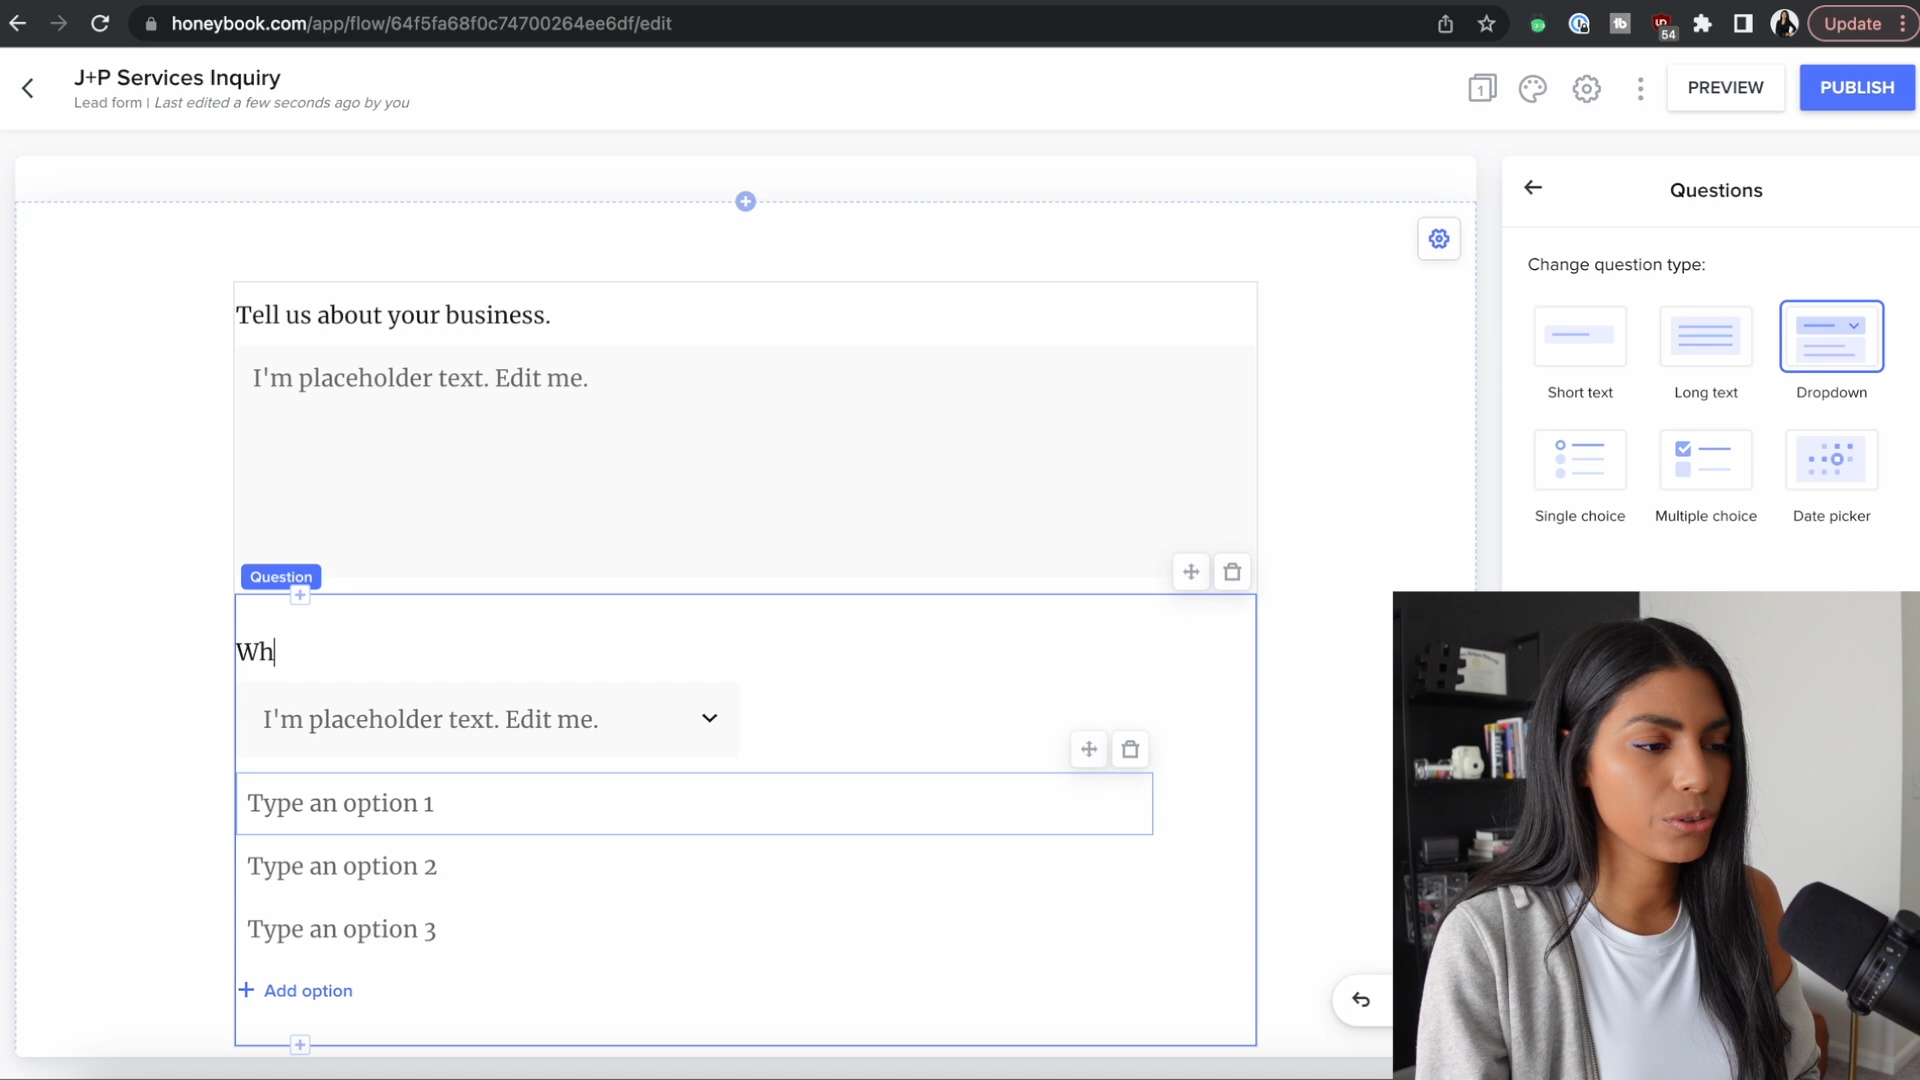 honeybook.com/app/flow/64f5fa68f0c74700264ee6df/edit
54
Update
J+P Services Inquiry
Lead form | Last edited a few seconds ago by you
1
PREVIEW
PUBLISH
Questions
Change question type:
Short text
Long text
Dropdown
Single choice
Multiple choice
Date picker
Tell us about your business.
I'm placeholder text. Edit me.
Question
Wh
I'm placeholder text. Edit me.
Type an option 1
Type an option 2
Type an option 3
Add option